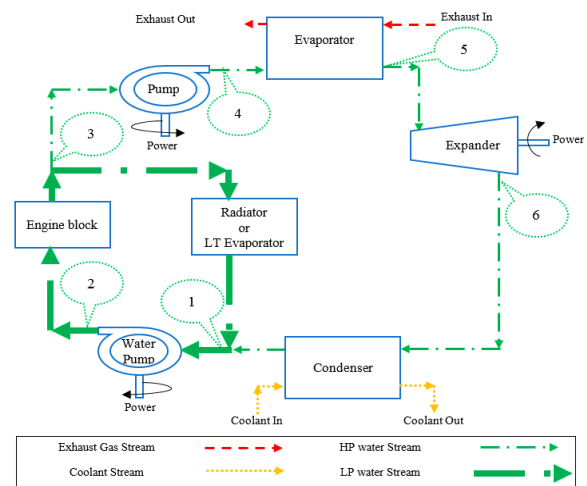 Exhaust Out
Exhaust In
Evaporator
5
Pump
4
3
Power
Power
Expander
6
Engine block
Radiator
or
LT Evaporator
2
1
Water
Pump
Condenser
Power
Coolant In
Coolant Out
Exhaust Gas Stream
HP water Stream
Coolant Stream
LP water Stream